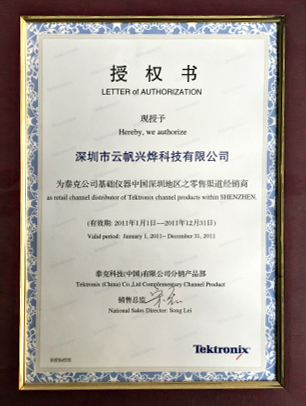 授权书
LETTER of AUTHORIZATION
现授予
Hereby, we authorize
深圳市云帆兴烨科技有限公司
为泰克公司基础仪器中国深圳地区之零售渠道经销商
as retail channel distributor of Tektronix channel products within SHENZHEN.
(有效期: 2011年1月1日—2011年12月31日)
Valid period: January 1, 2011- December 31, 2011
泰克科技(中国)有限公司分销产品部
Tektronix (China) Co.,Ltd Complementary Channel Product
销售总监
National Sales Director: Song Lei
Tektronix